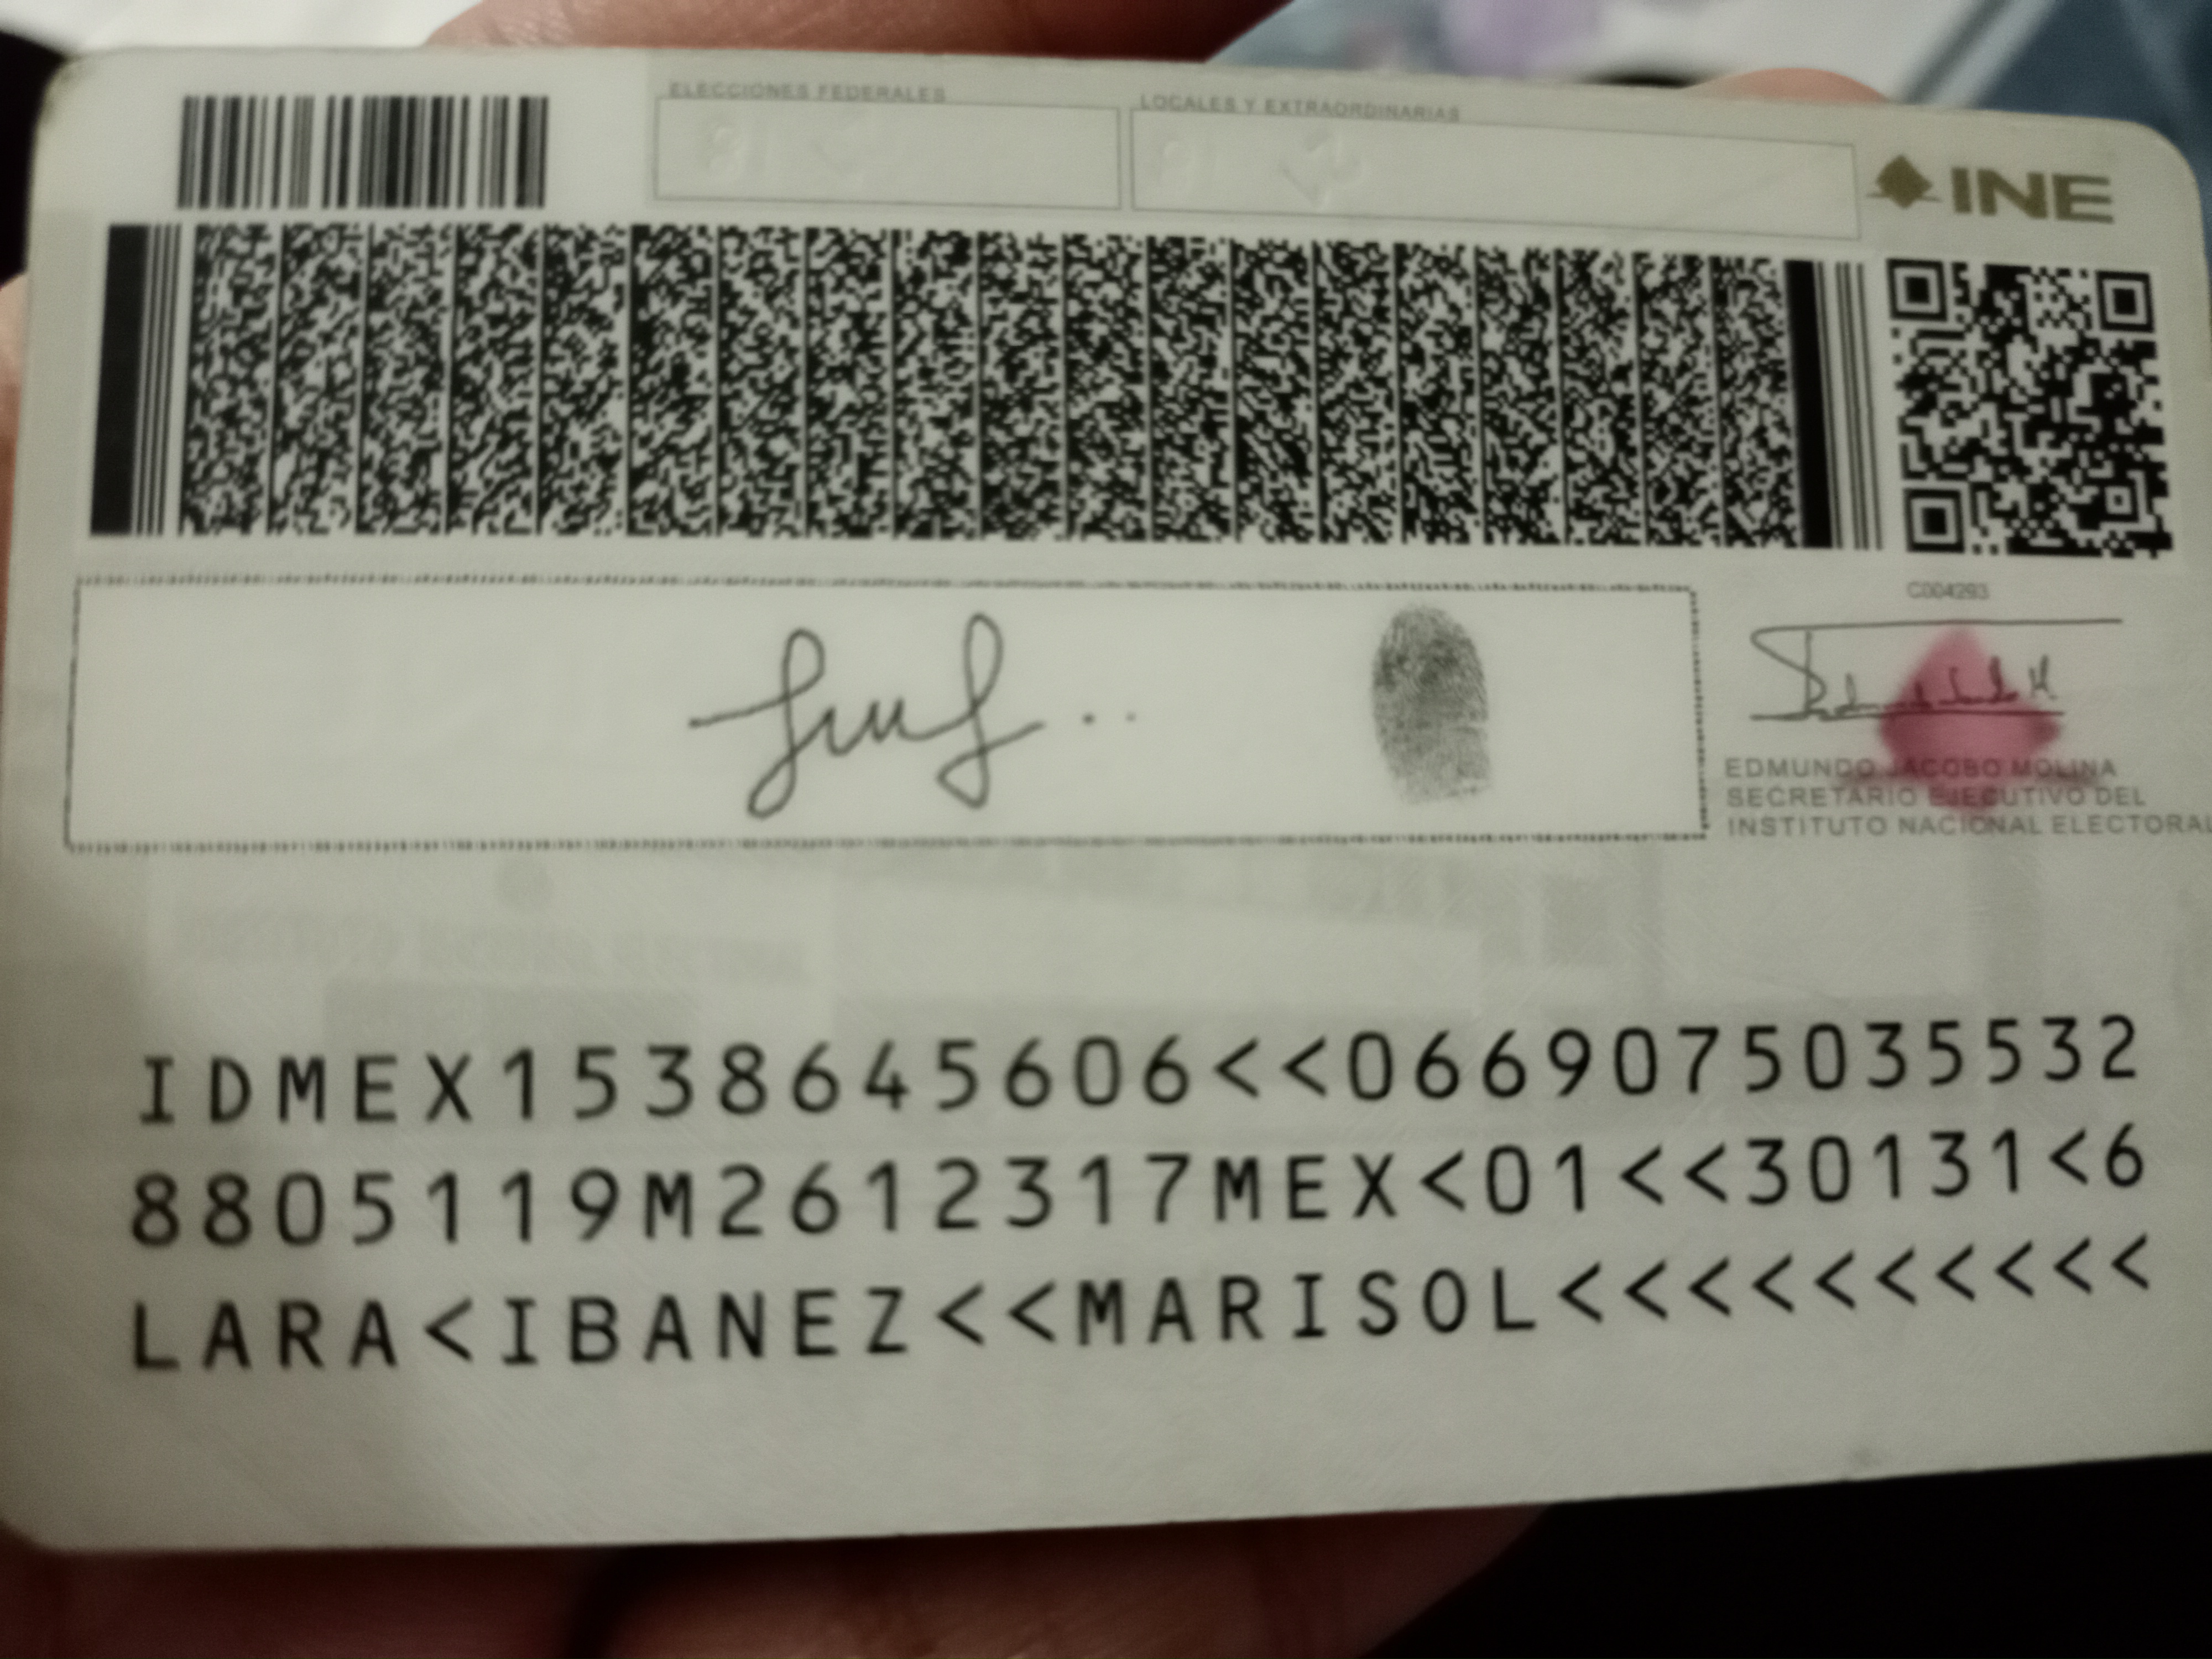 ELECCIONES FEDERALES
LOCALES Y EXTRAORDINARIAS
INE
C004293
EDMUNDO JACOBO MOLINA
SECRETARIO EJECUTIVO DEL
INSTITUTO NACIONAL ELECTORAL
IDMEX1538645606<<0669075035532
8805119M2612317MEX<01<<30131<6
LARA<IBANEZ<<MARISOL<<<<<<<<<<